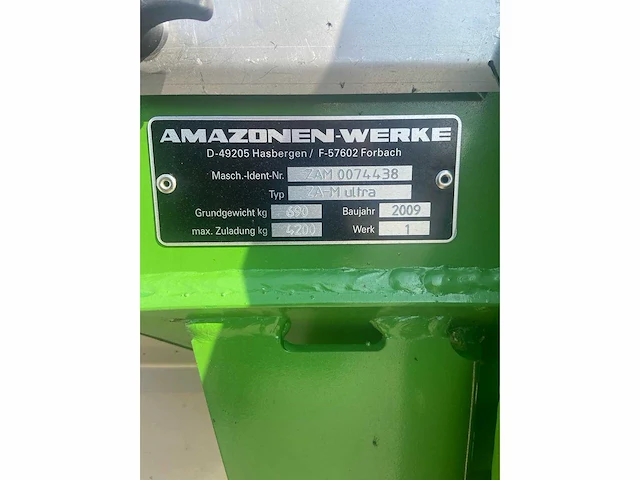 AMAZONEN-WERKE
D-49205 Hasbergen / F-57602 Forbach
Masch.-Ident-Nr. ZAM 0074438
Typ ZA-M ultra
Grundgewicht kg 690 Baujahr 2009
max. Zuladung kg 4200 Werk 1